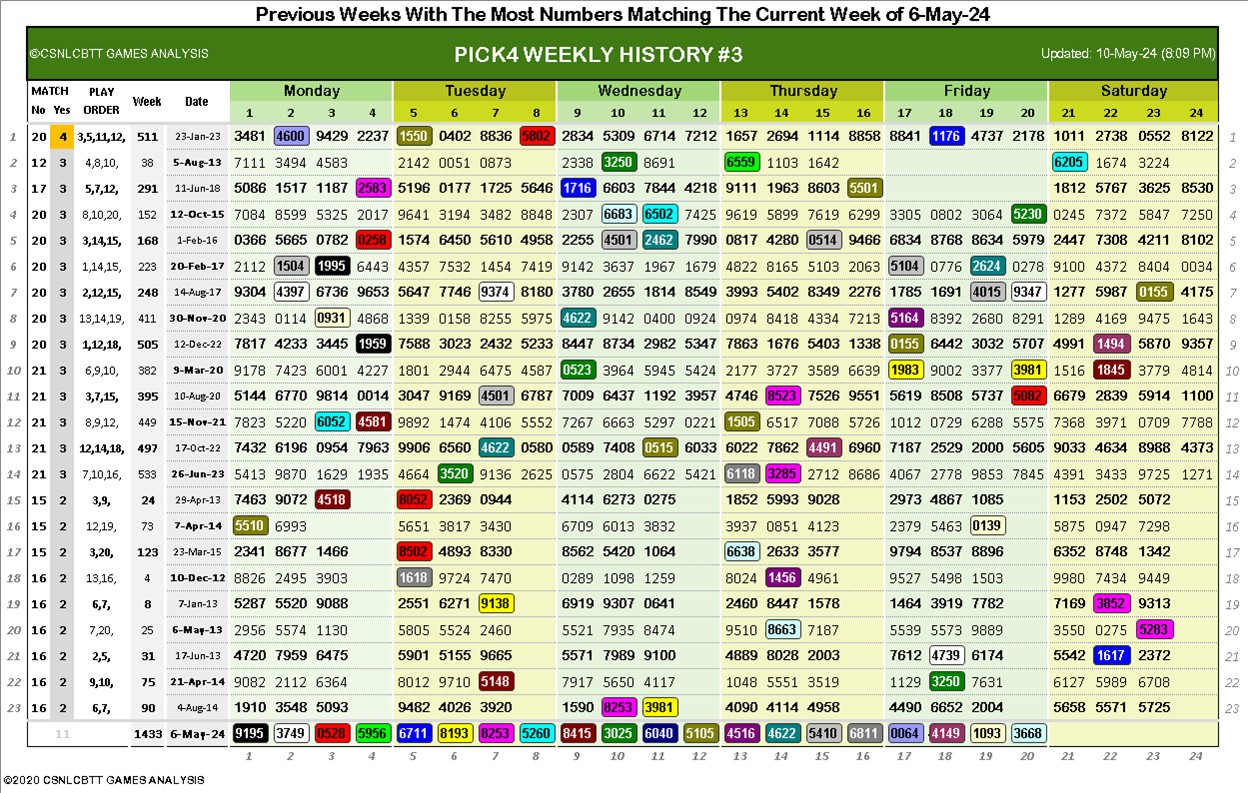 Previous Weeks With The Most Numbers Matching The Current Week of 6-May-24
©CSNLCBTT GAMES ANALYSIS PICK4 WEEKLY HISTORY #3 Updated: 10-May-24 (8:09 PM)
MATCH PLAY Week Date Monday Tuesday Wednesday Thursday Friday Saturday
No Yes ORDER 1 2 3 4 5 6 7 8 9 10 11 12 13 14 15 16 17 18 19 20 21 22 23 24
1 20 4 3,5,11,12, 511 23-Jan-23 3481 4600 9429 2237 1550 0402 8836 5802 2834 5309 6714 7212 1657 2694 1114 8858 8841 1176 4737 2178 1011 2738 0552 8122 1
2 12 3 4,8,10, 38 5-Aug-13 7111 3494 4583 2142 0051 0873 2338 3250 8691 6559 1103 1642 6205 1674 3224 2
3 17 3 5,7,12, 291 11-Jun-18 5086 1517 1187 2583 5196 0177 1725 5646 1716 6603 7844 4218 9111 1963 8603 5501 1812 5767 3625 8530 3
4 20 3 8,10,20, 152 12-Oct-15 7084 8599 5325 2017 9641 3194 3482 8848 2307 6683 6502 7425 9619 5899 7619 6299 3305 0802 3064 5230 0245 7372 5847 7250 4
5 20 3 3,14,15, 168 1-Feb-16 0366 5665 0782 0258 1574 6450 5610 4958 2255 4501 2462 7990 0817 4280 0514 9466 6834 8768 8634 5979 2447 7308 4211 8102 5
6 20 3 1,14,15, 223 20-Feb-17 2112 1504 1995 6443 4357 7532 1454 7419 9142 3637 1967 1679 4822 8165 5103 2063 5104 0776 2624 0278 9100 4372 8404 0034 6
7 20 3 2,12,15, 248 14-Aug-17 9304 4397 6736 9653 5647 7746 9374 8180 3780 2655 1814 8549 3993 5402 8349 2276 1785 1691 4015 9347 1277 5987 0155 4175 7
8 20 3 13,14,19, 411 30-Nov-20 2343 0114 0931 4868 1339 0158 8255 5975 4622 9142 0400 0924 0974 8418 4334 7213 5164 8392 2680 8291 1289 4169 9475 1643 8
9 20 3 1,12,18, 505 12-Dec-22 7817 4233 3445 1959 7588 3023 2432 5233 8447 8734 2982 5347 7863 1676 5403 1338 0155 6442 3032 5707 4991 1494 5870 9357 9
10 21 3 6,9,10, 382 9-Mar-20 9178 7423 6001 4227 1801 2944 6475 4587 0523 3964 5945 5424 2177 3727 3589 6639 1983 9002 3377 3981 1516 1845 3779 4814 10
11 21 3 3,7,15, 395 10-Aug-20 5144 6770 9814 0014 3047 9169 4501 6787 7009 6437 1192 3957 4746 8523 7526 9551 5619 8508 5737 5082 6679 2839 5914 1100 11
12 21 3 8,9,12, 449 15-Nov-21 7823 5220 6052 4581 9892 1474 4106 5552 7267 6663 5297 0221 1505 6517 7088 5726 1012 0729 6288 5575 7368 3971 0709 7788 12
13 21 3 12,14,18, 497 17-Oct-22 7432 6196 0954 7963 9906 6560 4622 0580 0589 7408 0515 6033 6022 7862 4491 6960 7187 2529 2000 5605 9033 4634 8988 4373 13
14 21 3 7,10,16, 533 26-Jun-23 5413 9870 1629 1935 4664 3520 9136 2625 0575 2804 6622 5421 6118 3285 2712 8686 4067 2778 9853 7845 4391 3433 9725 1271 14
15 15 2 3,9, 24 29-Apr-13 7463 9072 4518 8052 2369 0944 4114 6273 0275 1852 5993 9028 2973 4867 1085 1153 2502 5072 15
16 15 2 12,19, 73 7-Apr-14 5510 6993 5651 3817 3430 6709 6013 3832 3937 0851 4123 2379 5463 0139 5875 0947 7298 16
17 15 2 3,20, 123 23-Mar-15 2341 8677 1466 8502 4893 8330 8562 5420 1064 6638 2633 3577 9794 8537 8896 6352 8748 1342 17
18 16 2 13,16, 4 10-Dec-12 8826 2495 3903 1618 9724 7470 0289 1098 1259 8024 1456 4961 9527 5498 1503 9980 7434 9449 18
19 16 2 6,7, 8 7-Jan-13 5287 5520 9088 2551 6271 9138 6919 9307 0641 2460 8447 1578 1464 3919 7782 7169 3852 9313 19
20 16 2 7,20, 25 6-May-13 2956 5574 1130 5805 5524 2460 5521 7935 8474 9510 8663 7187 5539 5573 9889 3550 0275 5283 20
21 16 2 2,5, 31 17-Jun-13 4720 7959 6475 5901 5155 9665 5571 7989 9100 4889 8028 2003 7612 4739 6174 5542 1617 2372 21
22 16 2 9,10, 75 21-Apr-14 9082 2112 6364 8012 9710 5148 7917 5650 4117 1048 5551 3519 1129 3250 7631 6127 5989 6708 22
23 16 2 6,7, 90 4-Aug-14 1910 3548 5093 9482 4026 3920 1590 8253 3981 4090 4114 4958 4490 6652 2004 5658 5571 5725 23
11 1433 6-May-24 9195 3749 0528 5956 6711 8193 8253 5260 8415 3025 6040 5105 4516 4622 5410 6811 0064 4149 1093 3668
1 2 3 4 5 6 7 8 9 10 11 12 13 14 15 16 17 18 19 20 21 22 23 24
©2020 CSNLCBTT GAMES ANALYSIS